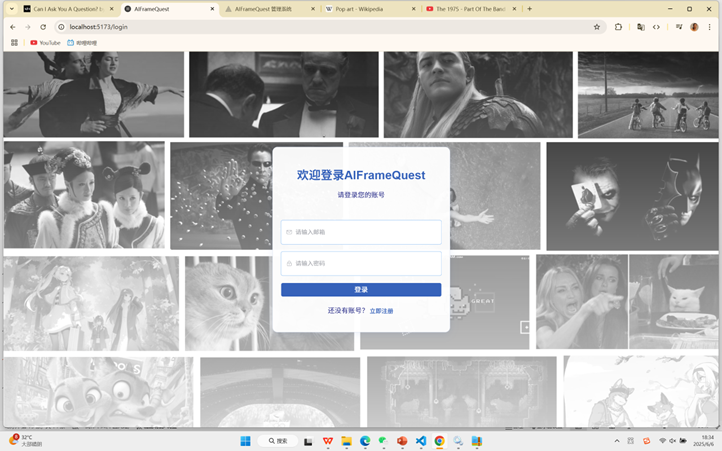 Can I Ask You A Question? b
AIFrameQuest
AIFrameQuest 管理系统
Pop art - Wikipedia
The 1975 - Part Of The Band
localhost:5173/login
YouTube
哔哩哔哩
欢迎登录AIFrameQuest
请登录您的账号
请输入邮箱
请输入密码
登录
还没有账号? 立即注册
GREAT
32°C
大部晴朗
搜索
18:34
2025/6/6